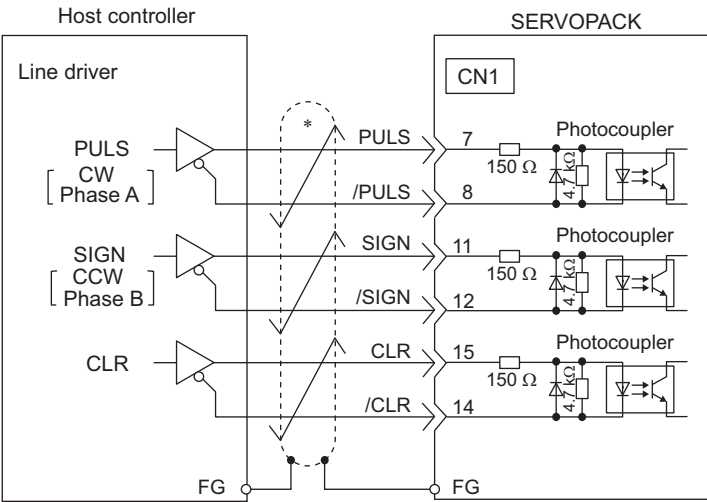 Host controller
SERVOPACK
Line driver
CN1
*
PULS
CW
Phase A
PULS
/PULS
7
8
150 Ω
4.7 kΩ
Photocoupler
SIGN
CCW
Phase B
SIGN
/SIGN
11
12
150 Ω
4.7 kΩ
Photocoupler
CLR
CLR
/CLR
15
14
150 Ω
4.7 kΩ
Photocoupler
FG
FG